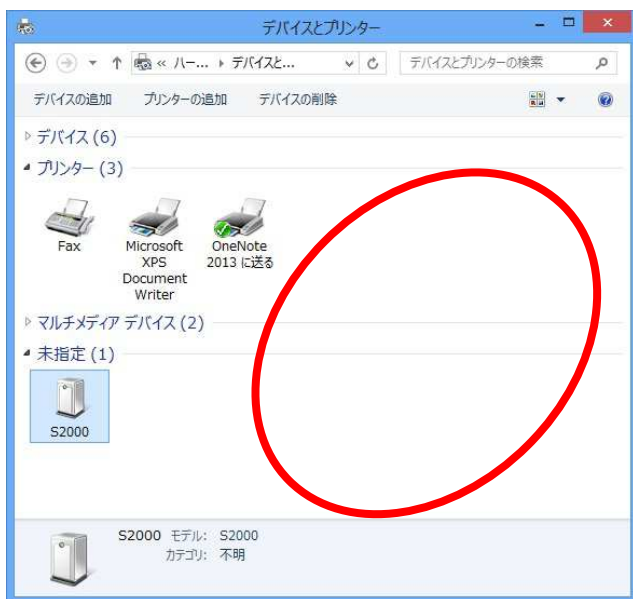 デバイスとプリンター
« ハー... デバイスと... デバイスとプリンターの検索
デバイスの追加 プリンターの追加 デバイスの削除
デバイス (6)
プリンター (3)
Fax
Microsoft
XPS
Document
Writer
OneNote
2013 に送る
マルチメディア デバイス (2)
未指定 (1)
S2000
S2000 モデル: S2000
カテゴリ: 不明